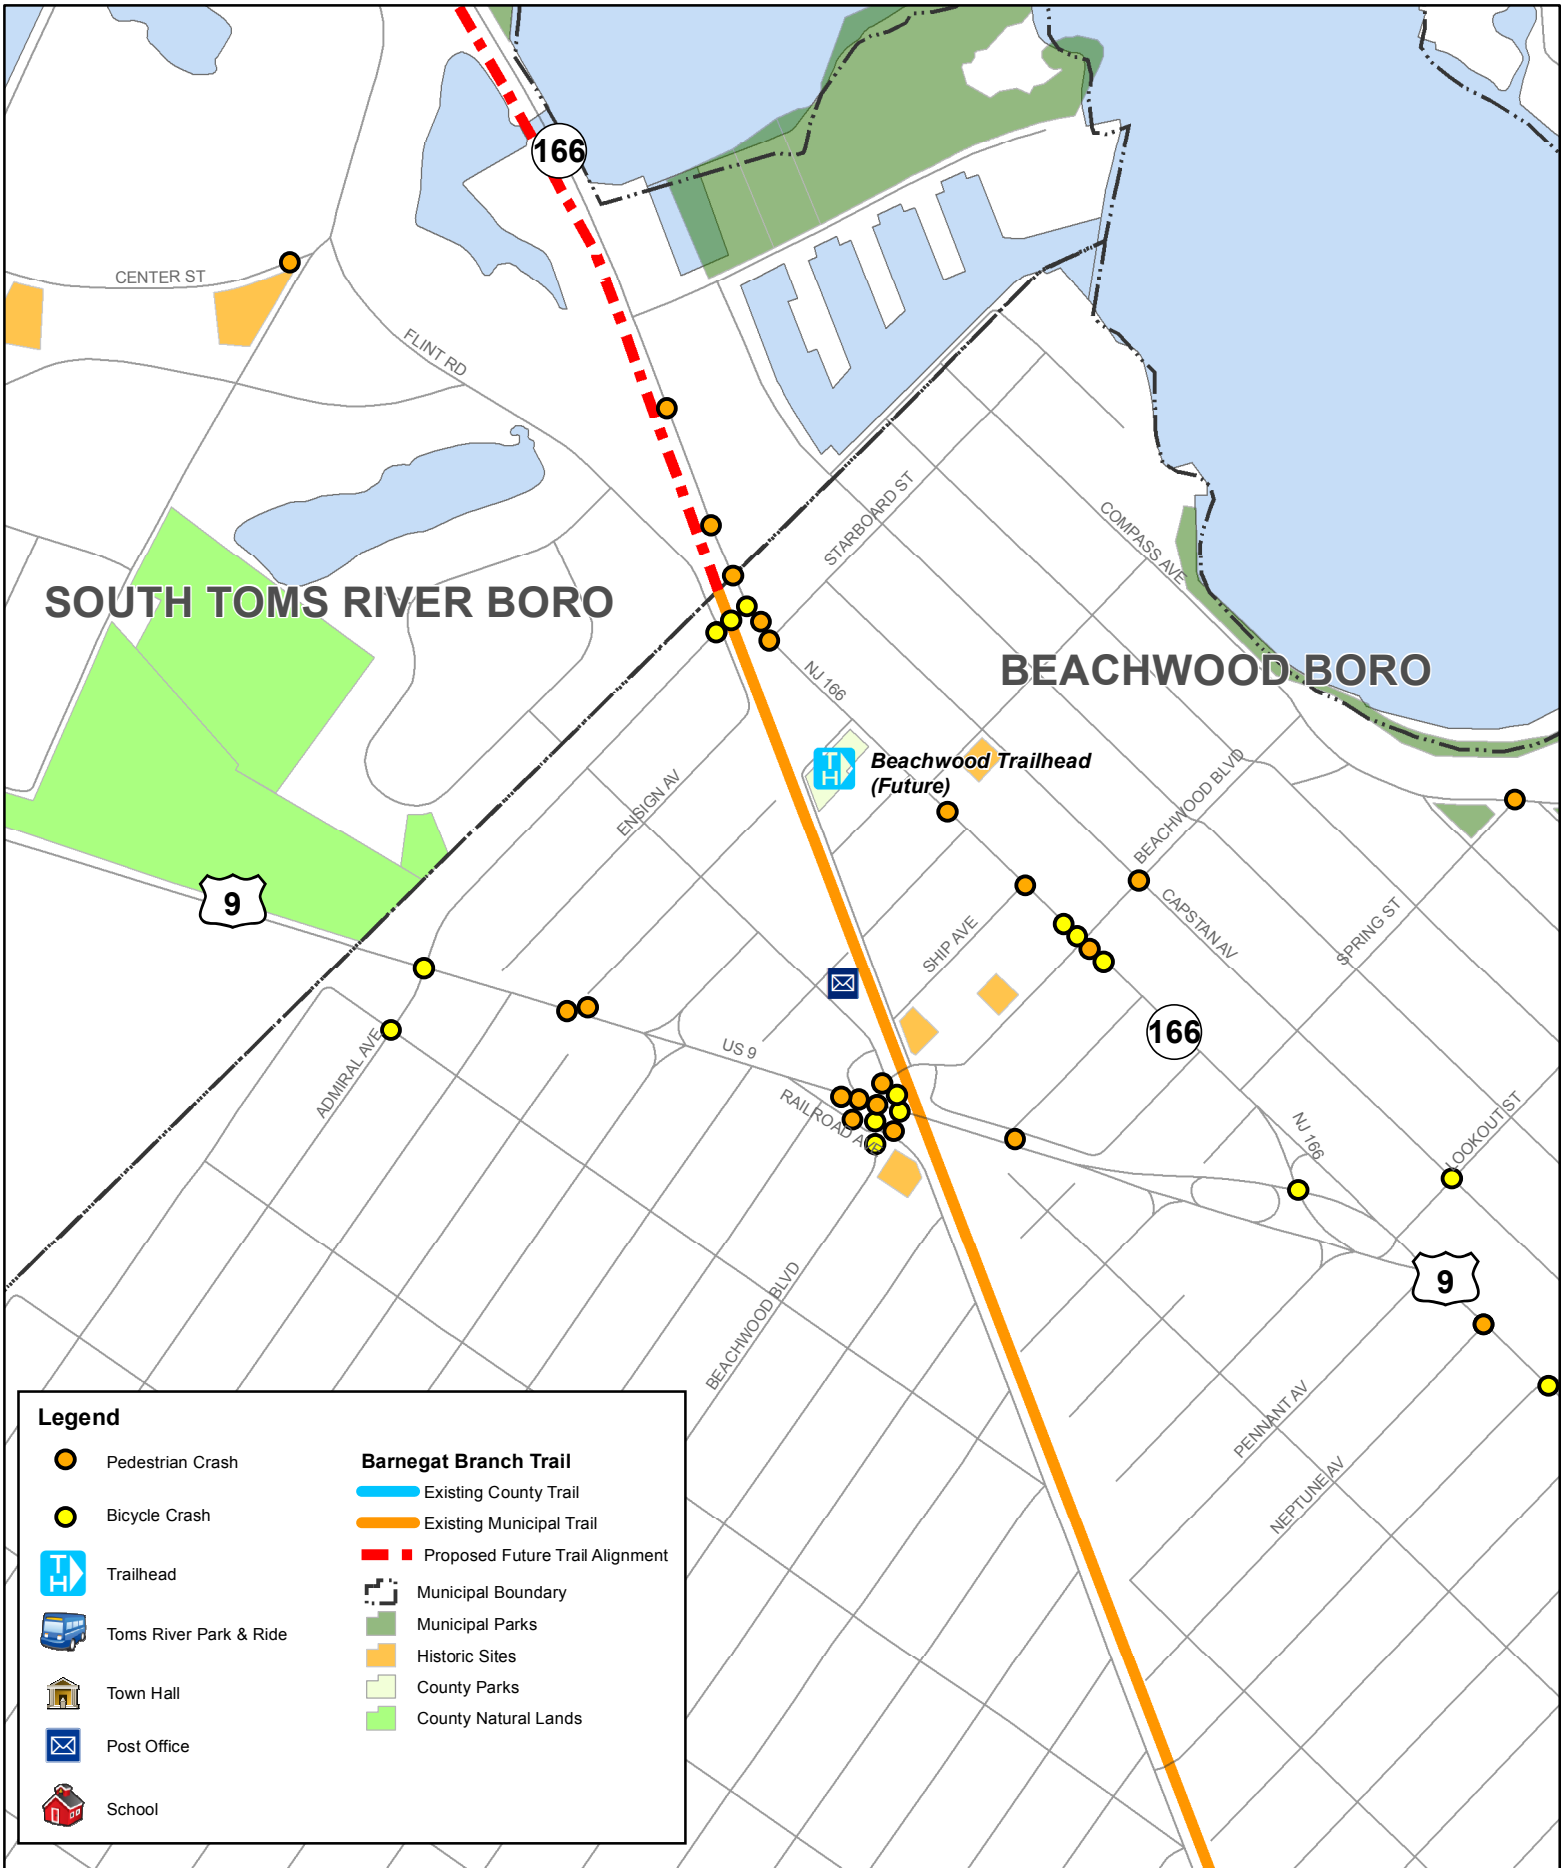 166
CENTER ST
FLINT RD
STARBOARD ST
COMPASS AVE
SOUTH TOMS RIVER BORO
BEACHWOOD BORO
NJ 166
TH
Beachwood Trailhead
(Future)
ENSIGN AV
BEACHWOOD BLVD
9
CAPSTAN AV
SPRING ST
SHIP AVE
166
US 9
ADMIRAL AVE
RAILROAD AVE
NJ 166
LOOKOUT ST
9
BEACHWOOD BLVD
PENNANT AV
NEPTUNE AV
Legend
Pedestrian Crash
Bicycle Crash
TH
Trailhead
Toms River Park & Ride
Town Hall
Post Office
School
Barnegat Branch Trail
Existing County Trail
Existing Municipal Trail
Proposed Future Trail Alignment
Municipal Boundary
Municipal Parks
Historic Sites
County Parks
County Natural Lands